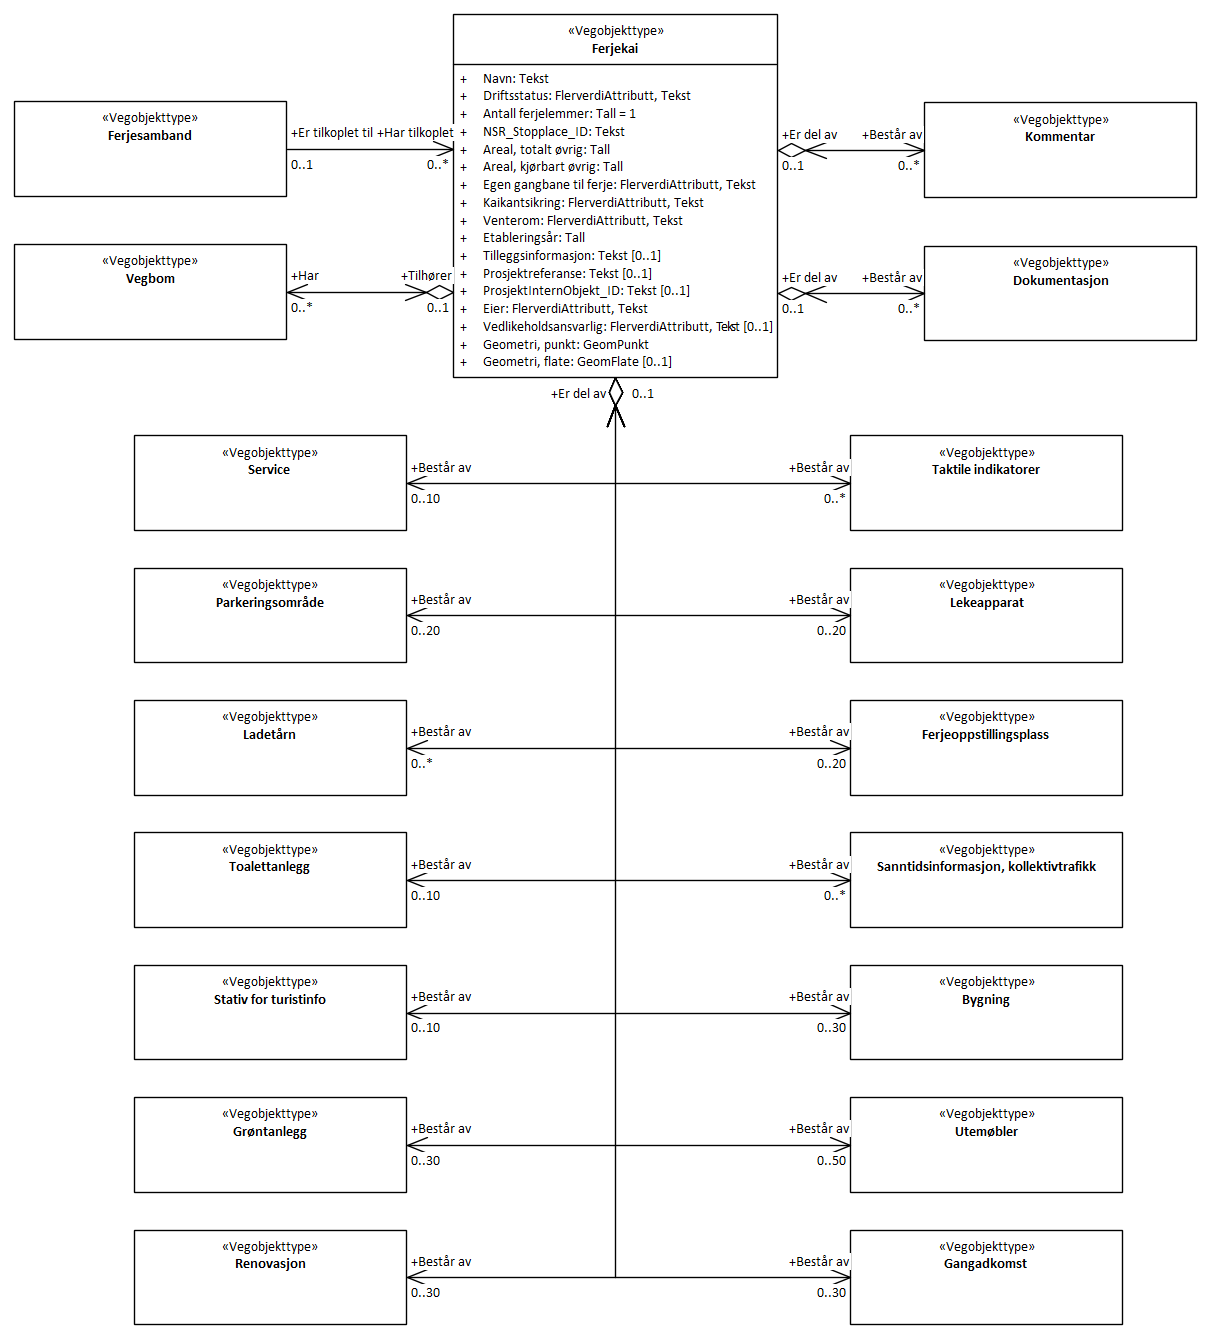 «Vegobjekttype»
Ferjekai
+ Navn: Tekst
+ Driftsstatus: FlerverdiAttributt, Tekst
+ Antall ferjelemmer: Tall = 1
+ NSR_Stopplace_ID: Tekst
+ Areal, totalt øvrig: Tall
+ Areal, kjørbart øvrig: Tall
+ Egen gangbane til ferje: FlerverdiAttributt, Tekst
+ Kaikantsikring: FlerverdiAttributt, Tekst
+ Venterom: FlerverdiAttributt, Tekst
+ Etableringsår: Tall
+ Tilleggsinformasjon: Tekst [0..1]
+ Prosjektreferanse: Tekst [0..1]
+ ProsjektInternObjekt_ID: Tekst [0..1]
+ Eier: FlerverdiAttributt, Tekst
+ Vedlikeholdsansvarlig: FlerverdiAttributt, Tekst [0..1]
+ Geometri, punkt: GeomPunkt
+ Geometri, flate: GeomFlate [0..1]
«Vegobjekttype»
Ferjesamband
+Er tilkoplet til +Har tilkoplet
0..1 0..*
«Vegobjekttype»
Kommentar
+Er del av +Består av
0..1 0..*
«Vegobjekttype»
Vegbom
+Har +Tilhører
0..* 0..1
«Vegobjekttype»
Dokumentasjon
+Er del av +Består av
0..1 0..*
+Er del av 0..1
«Vegobjekttype»
Service
+Består av
0..10
«Vegobjekttype»
Taktile indikatorer
+Består av
0..*
«Vegobjekttype»
Parkeringsområde
+Består av
0..20
«Vegobjekttype»
Lekeapparat
+Består av
0..20
«Vegobjekttype»
Ladetårn
+Består av
0..*
«Vegobjekttype»
Ferjeoppstillingsplass
+Består av
0..20
«Vegobjekttype»
Toalettanlegg
+Består av
0..10
«Vegobjekttype»
Sanntidsinformasjon, kollektivtrafikk
+Består av
0..*
«Vegobjekttype»
Stativ for turistinfo
+Består av
0..10
«Vegobjekttype»
Bygning
+Består av
0..30
«Vegobjekttype»
Grøntanlegg
+Består av
0..30
«Vegobjekttype»
Utemøbler
+Består av
0..50
«Vegobjekttype»
Renovasjon
+Består av
0..30
«Vegobjekttype»
Gangadkomst
+Består av
0..30